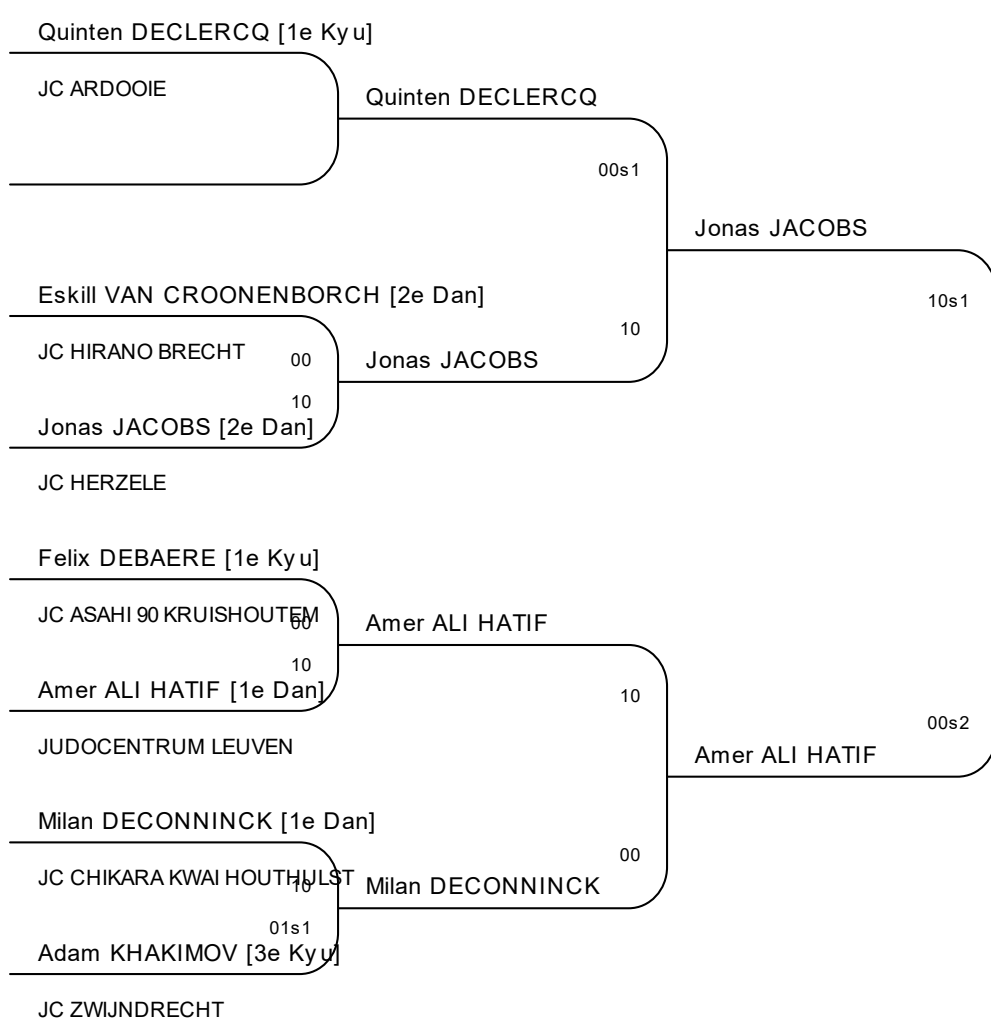 Quinten DECLERCQ [1e Kyu]
JC ARDOOIE
Quinten DECLERCQ
00s1
Jonas JACOBS
Eskill VAN CROONENBORCH [2e Dan]
10s1
JC HIRANO BRECHT
00
10
Jonas JACOBS
10
Jonas JACOBS [2e Dan]
JC HERZELE
Felix DEBAERE [1e Kyu]
JC ASAHI 90 KRUISHOUTEM
00
Amer ALI HATIF
10
Amer ALI HATIF [1e Dan]
10
00s2
JUDOCENTRUM LEUVEN
Amer ALI HATIF
Milan DECONNINCK [1e Dan]
00
JC CHIKARA KWAI HOUTHULST
10
Milan DECONNINCK
01s1
Adam KHAKIMOV [3e Kyu]
JC ZWIJNDRECHT